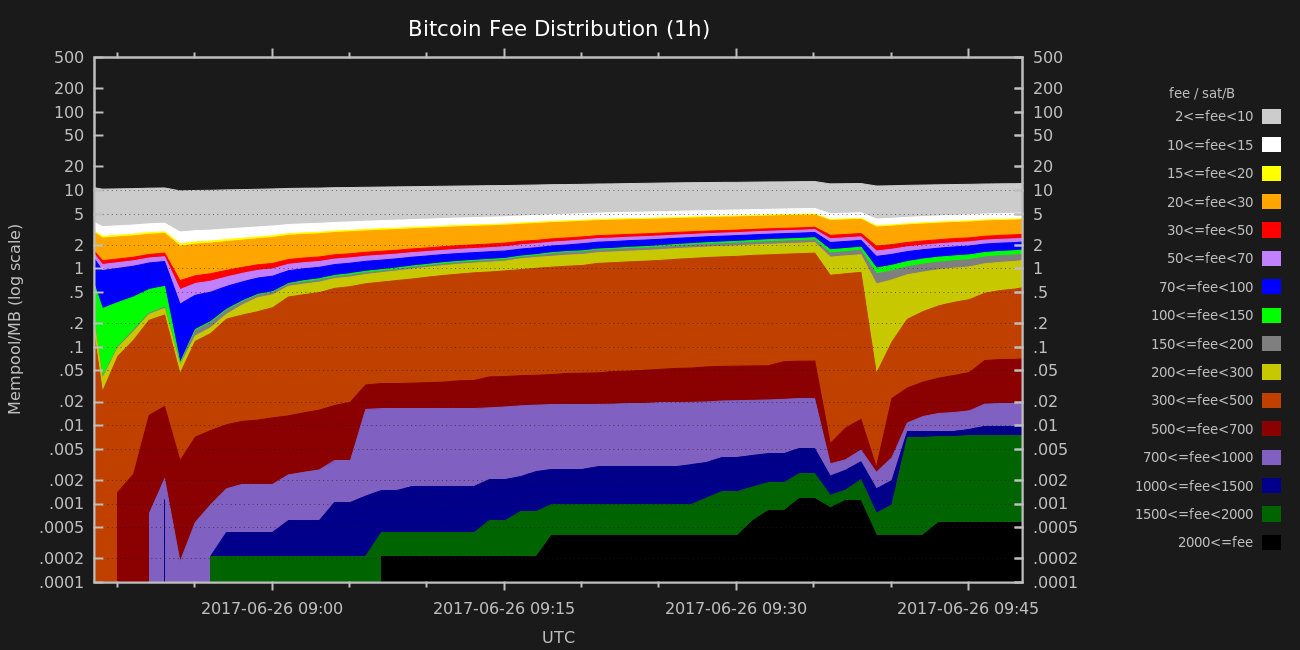 Bitcoin Fee Distribution (1h)
500
200
100
50
20
10
5
2
1
.5
.2
.1
.05
.02
.01
.005
.002
.001
.0005
.0002
.0001
Mempool/MB (log scale)
500
200
100
50
20
10
5
2
1
.5
.2
.1
.05
.02
.01
.005
.002
.001
.0005
.0002
.0001
2017-06-26 09:00
2017-06-26 09:15
2017-06-26 09:30
2017-06-26 09:45
UTC
fee / sat/B
2<=fee<10
10<=fee<15
15<=fee<20
20<=fee<30
30<=fee<50
50<=fee<70
70<=fee<100
100<=fee<150
150<=fee<200
200<=fee<300
300<=fee<500
500<=fee<700
700<=fee<1000
1000<=fee<1500
1500<=fee<2000
2000<=fee